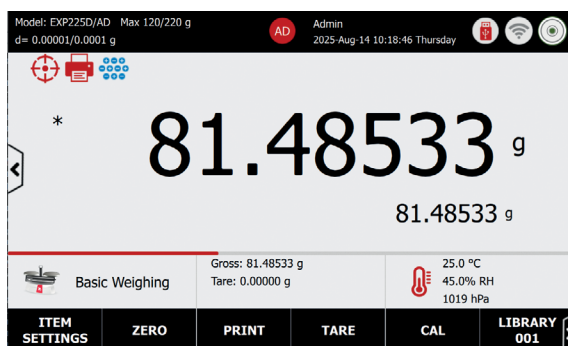 Model: EXP225D/AD Max 120/220 g
d= 0.00001/0.0001 g
AD
Admin
2025-Aug-14 10:18:46 Thursday
*
81.48533 g
81.48533 g
Basic Weighing
Gross: 81.48533 g
Tare: 0.00000 g
25.0 °C
45.0% RH
1019 hPa
ITEM SETTINGS
ZERO
PRINT
TARE
CAL
LIBRARY 001